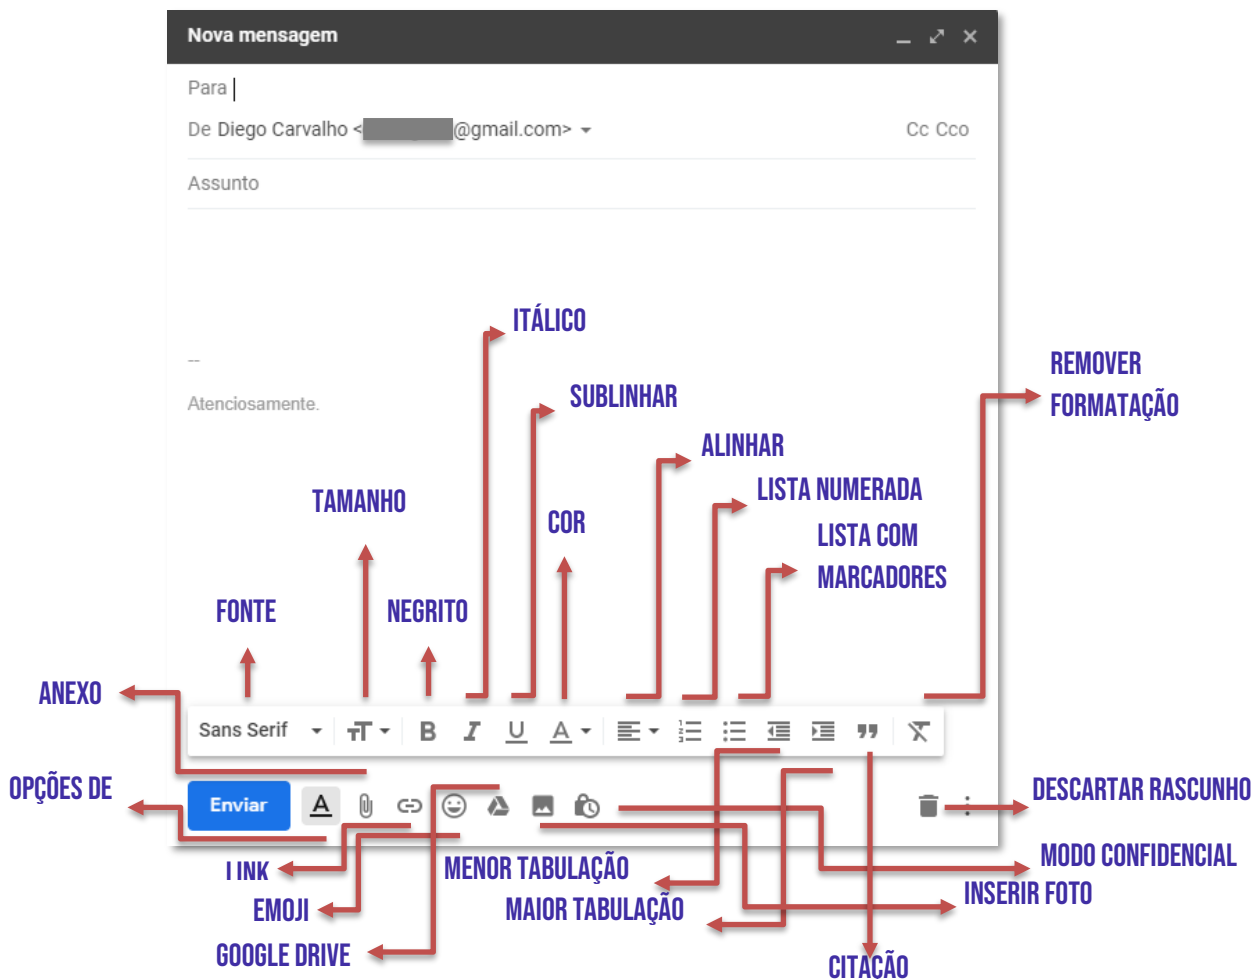 Nova mensagem
Para
De Diego Carvalho < @gmail.com>
Cc Cco
Assunto
--
Atenciosamente.
ITÁLICO
SUBLINHAR
ALINHAR
LISTA NUMERADA
LISTA COM
MARCADORES
REMOVER
FORMATAÇÃO
TAMANHO
COR
FONTE
NEGRITO
ANEXO
Sans Serif
OPÇÕES DE
Enviar
DESCARTAR RASCUNHO
MODO CONFIDENCIAL
INSERIR FOTO
I INK
MENOR TABULAÇÃO
EMOJI
MAIOR TABULAÇÃO
GOOGLE DRIVE
CITAÇÃO